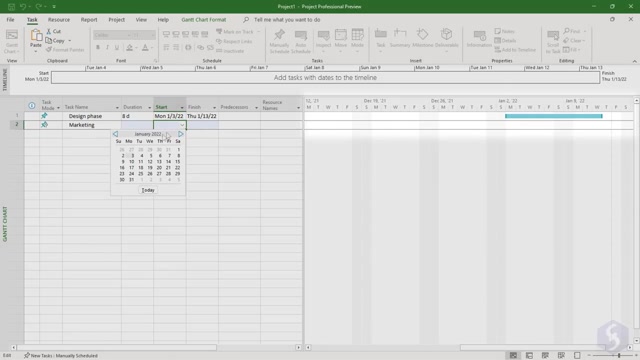 Project1 - Project Professional Preview
Task Resource Report Project View Help Gantt Chart Format Tell me what you want to do
Gantt Chart
Paste
Cut
Copy
Mark on Track
Respect Links
Inactivate
Manually Schedule
Auto Schedule
Inspect
Move
Mode
Task
Summary
Milestone
Deliverable
Information
Notes
Details
Add to Timeline
Scroll to Task
View Clipboard Font Schedule Tasks Insert Properties Editing
TIMELINE
Start
Mon 1/3/22
Tue Jan 4 Wed Jan 5 Thu Jan 6 Fri Jan 7 Sat Jan 8 Sun Jan 9 Mon Jan 10 Tue Jan 11 Wed Jan 12 Thu Jan 13
Add tasks with dates to the timeline
Finish
Thu 1/13/22
Task Mode Task Name Duration Start Finish Predecessors Resource Names
12, '21 Dec 19, '21 Dec 26, '21 Jan 2, '22 Jan 9, '22
1 Design phase Mon 1/3/22 Thu 1/13/22
2 Marketing
January 2022
Su Mo Tu We Th Fr Sa
26 27 28 29 30 31 1
2 3 4 5 6 7 8
9 10 11 12 13 14 15
16 17 18 19 20 21 22
23 24 25 26 27 28 29
30 31 1 2 3 4 5
Today
GANTT CHART
Edit New Tasks : Manually Scheduled